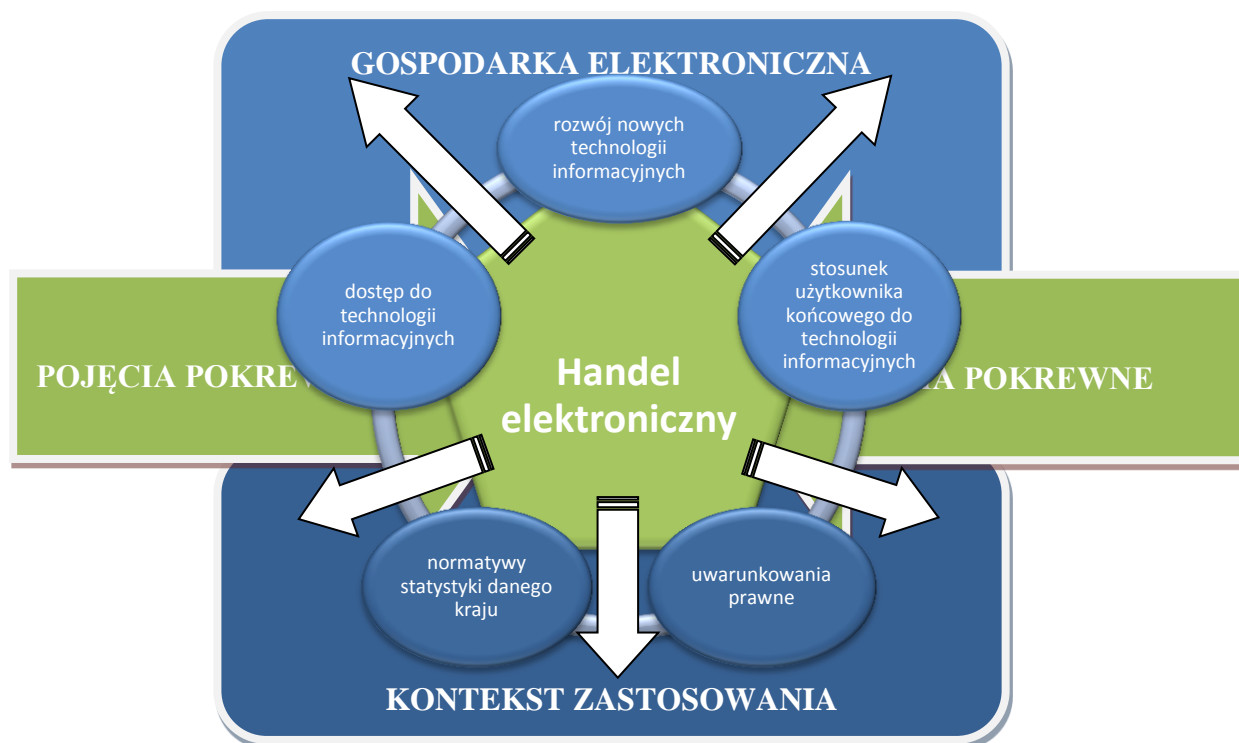 GOSPODARKA ELEKTRONICZNA
rozwój nowych
technologii
informacyjnych
dostęp do
technologii
informacyjnych
stosunek
użytkownika
końcowego do
technologii
informacyjnych
POJĘCIA
POKREWNE
Handel
elektroniczny
normatywy
statystyki danego
kraju
uwarunkowania
prawne
KONTEKST ZASTOSOWANIA